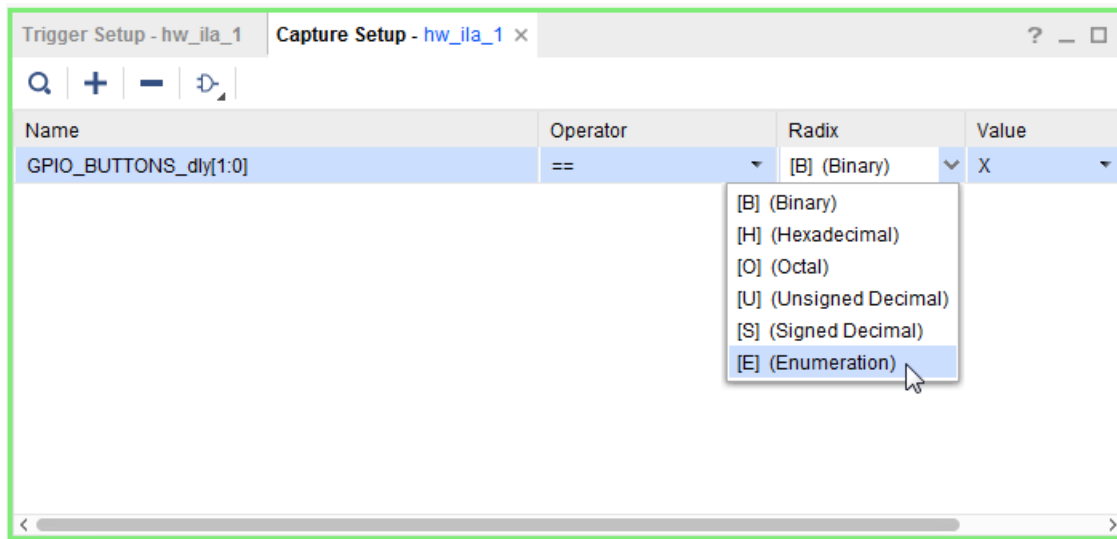 Trigger Setup - hw_ila_1 Capture Setup - hw_ila_1 × ?
Name Operator Radix Value
GPIO_BUTTONS_dly[1:0] == [B] (Binary) X
[B] (Binary)
[H] (Hexadecimal)
[O] (Octal)
[U] (Unsigned Decimal)
[S] (Signed Decimal)
[E] (Enumeration)